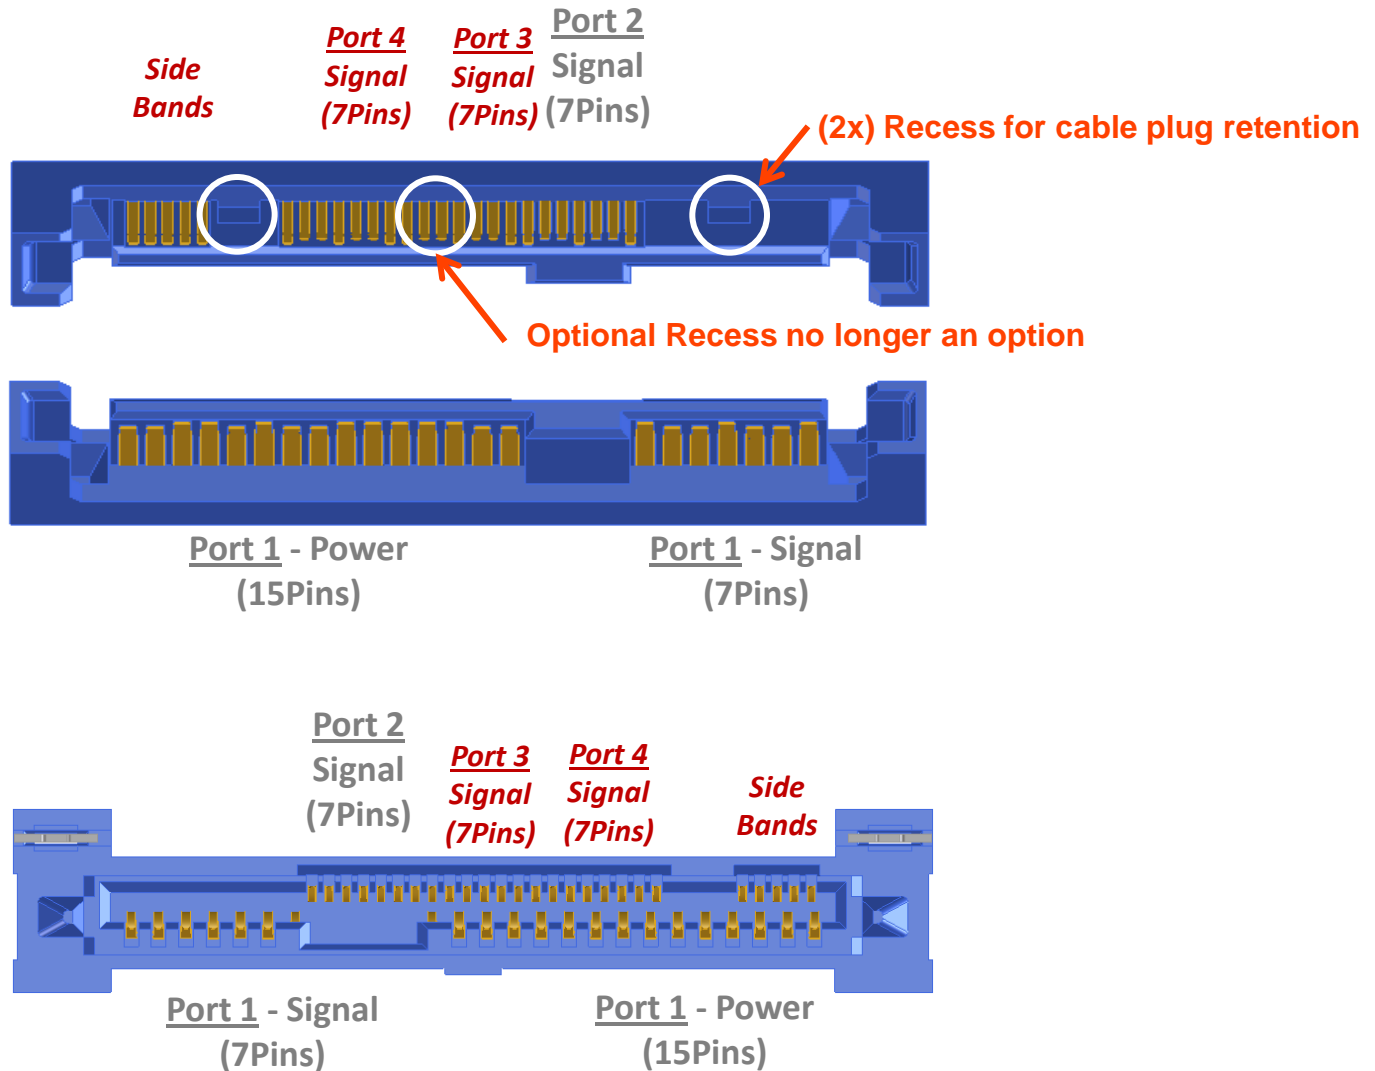 Side
Bands
Port 4
Signal
(7Pins)
Port 3
Signal
(7Pins)
Port 2
Signal
(7Pins)
(2x) Recess for cable plug retention
Optional Recess no longer an option
Port 1 - Power
(15Pins)
Port 1 - Signal
(7Pins)
Port 2
Signal
(7Pins)
Port 3
Signal
(7Pins)
Port 4
Signal
(7Pins)
Side
Bands
Port 1 - Signal
(7Pins)
Port 1 - Power
(15Pins)